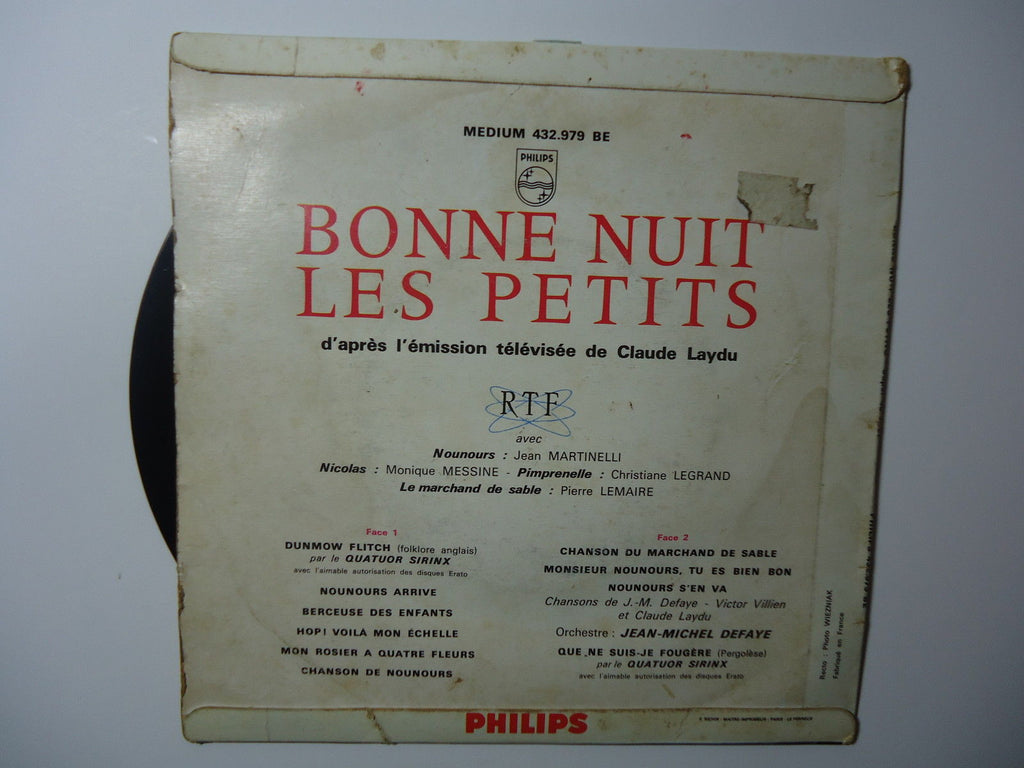 MEDIUM 432.979 BE
PHILIPS
BONNE NUIT
LES PETITS
d'après l'émission télévisée de Claude Laydu
RTF
avec
Nounours : Jean MARTINELLI
Nicolas : Monique MESSINE - Pimprenelle : Christiane LEGRAND
Le marchand de sable : Pierre LEMAIRE
Face 1
DUNMOW FLITCH (folklore anglais)
par le QUATUOR SIRINX
avec l'aimable autorisation des disques Erato
NOUNOURS ARRIVE
BERCEUSE DES ENFANTS
HOP! VOILA MON ÉCHELLE
MON ROSIER A QUATRE FLEURS
CHANSON DE NOUNOURS
Face 2
CHANSON DU MARCHAND DE SABLE
MONSIEUR NOUNOURS, TU ES BIEN BON
NOUNOURS S'EN VA
Chansons de J.-M. Defaye - Victor Villien
et Claude Laydu
Orchestre : JEAN-MICHEL DEFAYE
QUE NE SUIS-JE FOUGÈRE (Pergolèse)
par le QUATUOR SIRINX
avec l'aimable autorisation des disques Erato
Recto : Photo WIEZNIAK
Fabriqué en France
PHILIPS